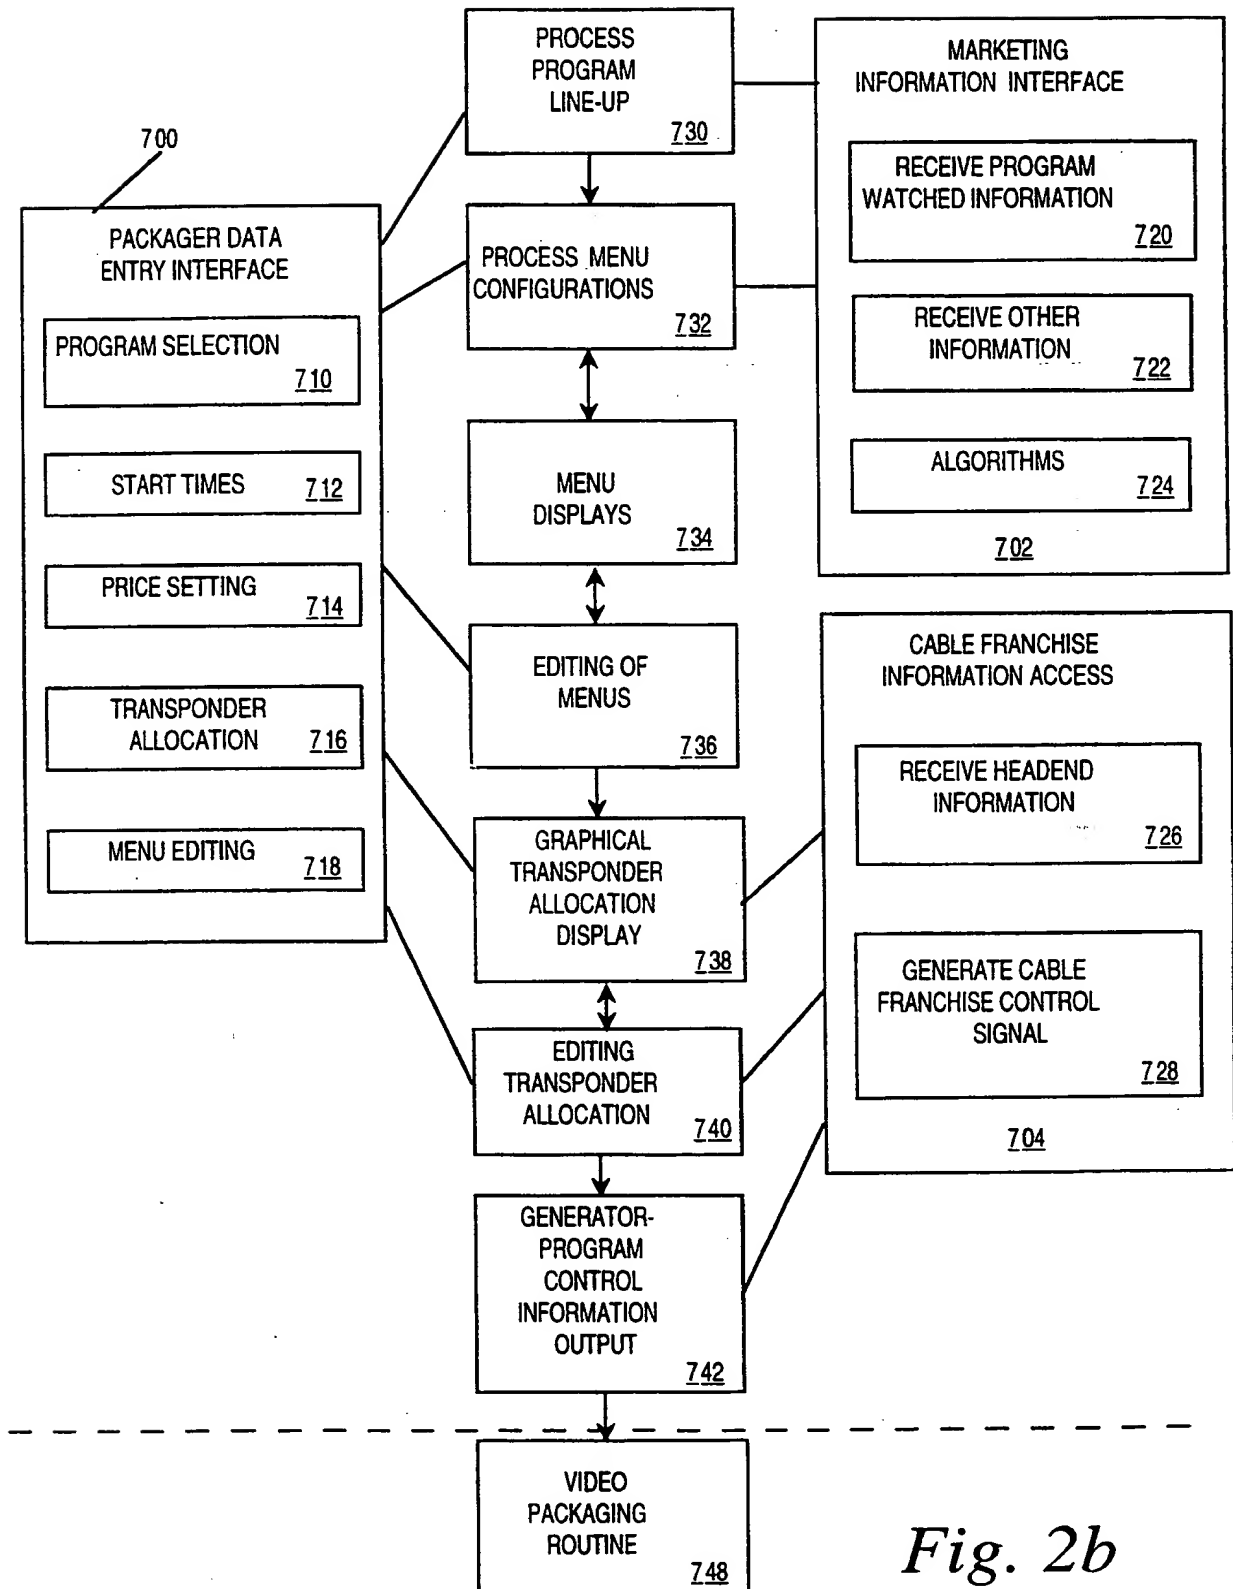 PROCESS
PROGRAM
LINE-UP
730
MARKETING
INFORMATION INTERFACE
RECEIVE PROGRAM
WATCHED INFORMATION
720
RECEIVE OTHER
INFORMATION
722
ALGORITHMS
724
702
700
PACKAGER DATA
ENTRY INTERFACE
PROGRAM SELECTION
710
START TIMES
712
PRICE SETTING
714
TRANSPONDER
ALLOCATION
716
MENU EDITING
718
PROCESS MENU
CONFIGURATIONS
732
MENU
DISPLAYS
734
EDITING OF
MENUS
736
GRAPHICAL
TRANSPONDER
ALLOCATION
DISPLAY
738
EDITING
TRANSPONDER
ALLOCATION
740
GENERATOR-
PROGRAM
CONTROL
INFORMATION
OUTPUT
742
CABLE FRANCHISE
INFORMATION ACCESS
RECEIVE HEADEND
INFORMATION
726
GENERATE CABLE
FRANCHISE CONTROL
SIGNAL
728
704
VIDEO
PACKAGING
ROUTINE
748
Fig. 2b